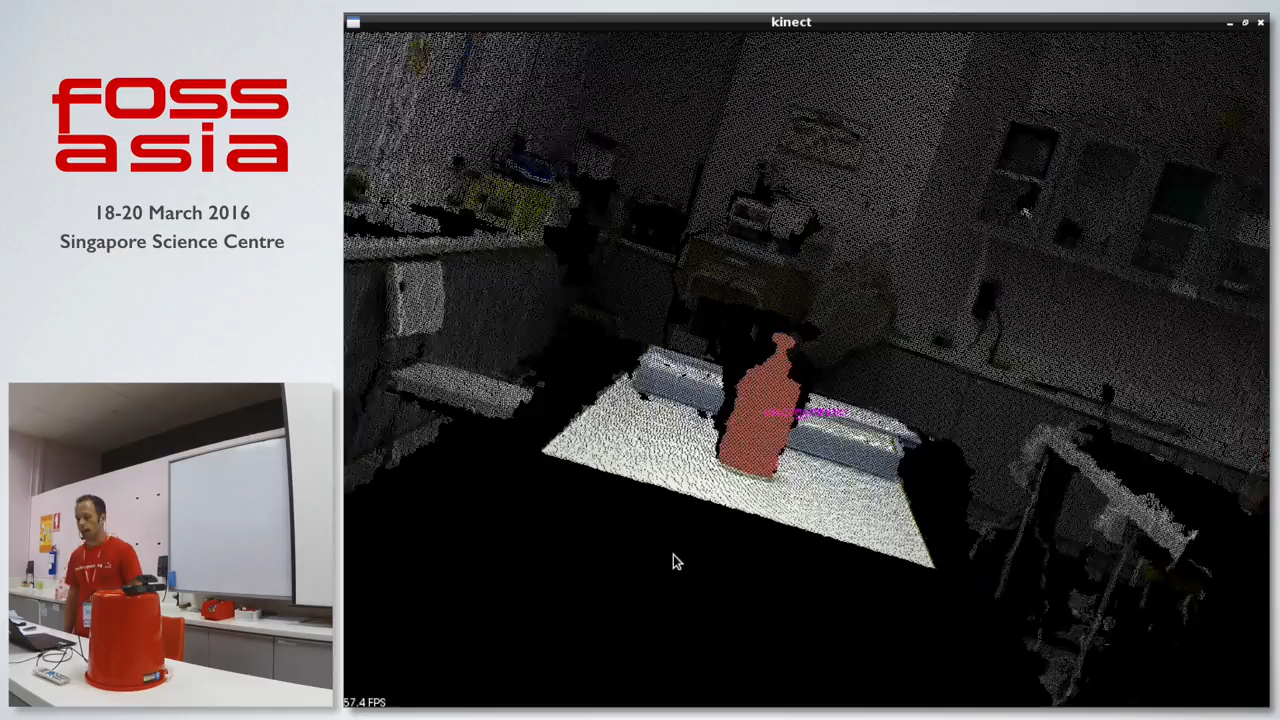 foss
asia
18-20 March 2016
Singapore Science Centre
kinect
57.4 FPS